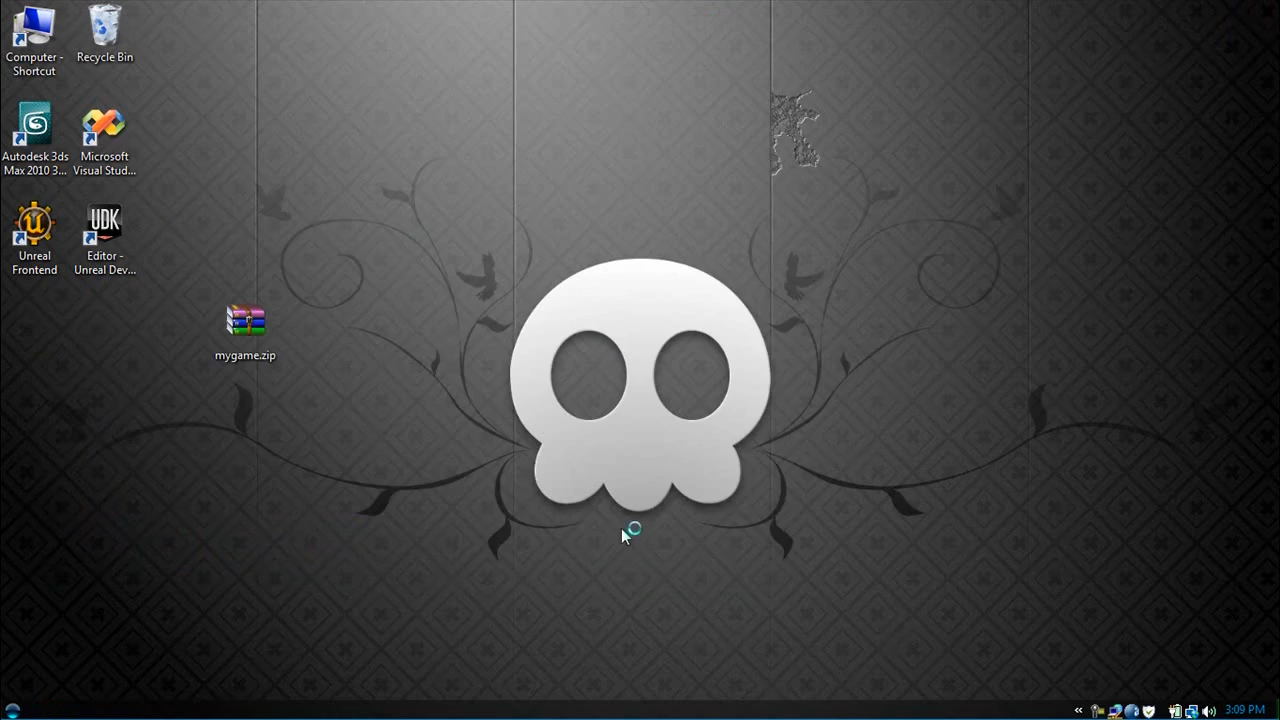 Computer -
Shortcut
Recycle Bin
Autodesk 3ds
Max 2010 3...
Microsoft
Visual Stud...
Unreal
Frontend
UDK
Editor -
Unreal Dev...
mygame.zip
«
3:09 PM